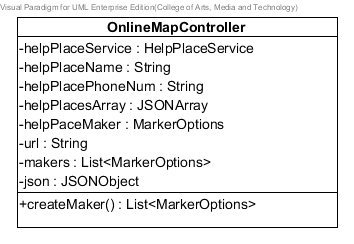 Visual Paradigm for UML Enterprise Edition(College of Arts, Media and Technology)
OnlineMapController
-helpPlaceService : HelpPlaceService
-helpPlaceName : String
-helpPlacePhoneNum : String
-helpPlacesArray : JSONArray
-helpPaceMaker : MarkerOptions
-url : String
-makers : List<MarkerOptions>
-json : JSONObject
+createMaker() : List<MarkerOptions>